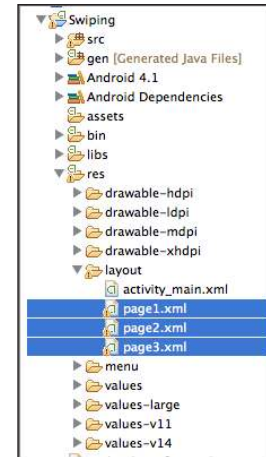 Swiping
src
gen [Generated Java Files]
Android 4.1
Android Dependencies
assets
bin
libs
res
drawable-hdpi
drawable-ldpi
drawable-mdpi
drawable-xhdpi
layout
activity_main.xml
page1.xml
page2.xml
page3.xml
menu
values
values-large
values-v11
values-v14